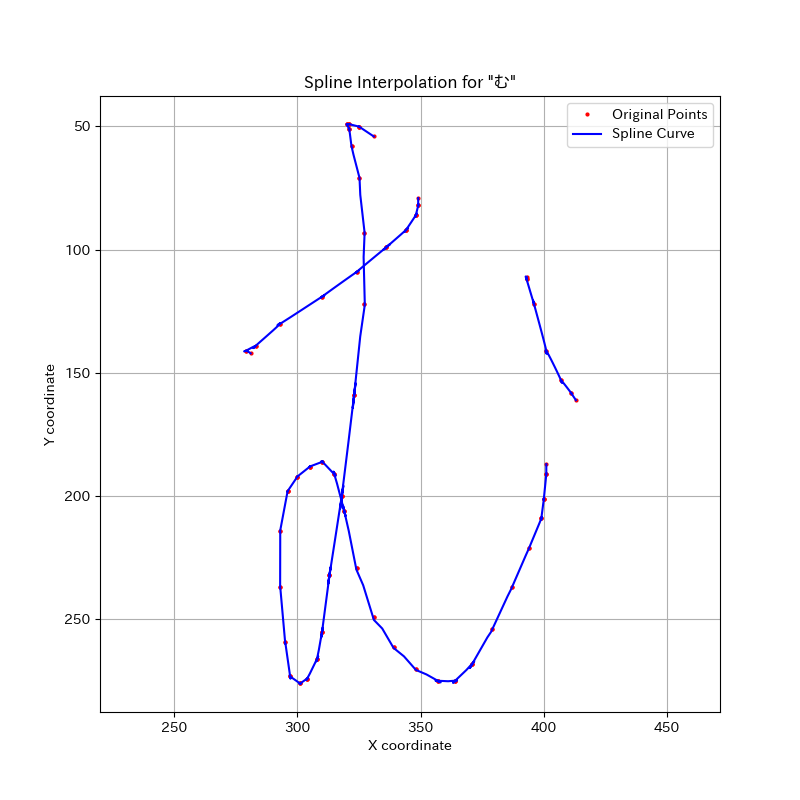 Spline Interpolation for "む"
Original Points
Spline Curve
50
100
150
200
250
Y coordinate
250 300 350 400 450
X coordinate
む